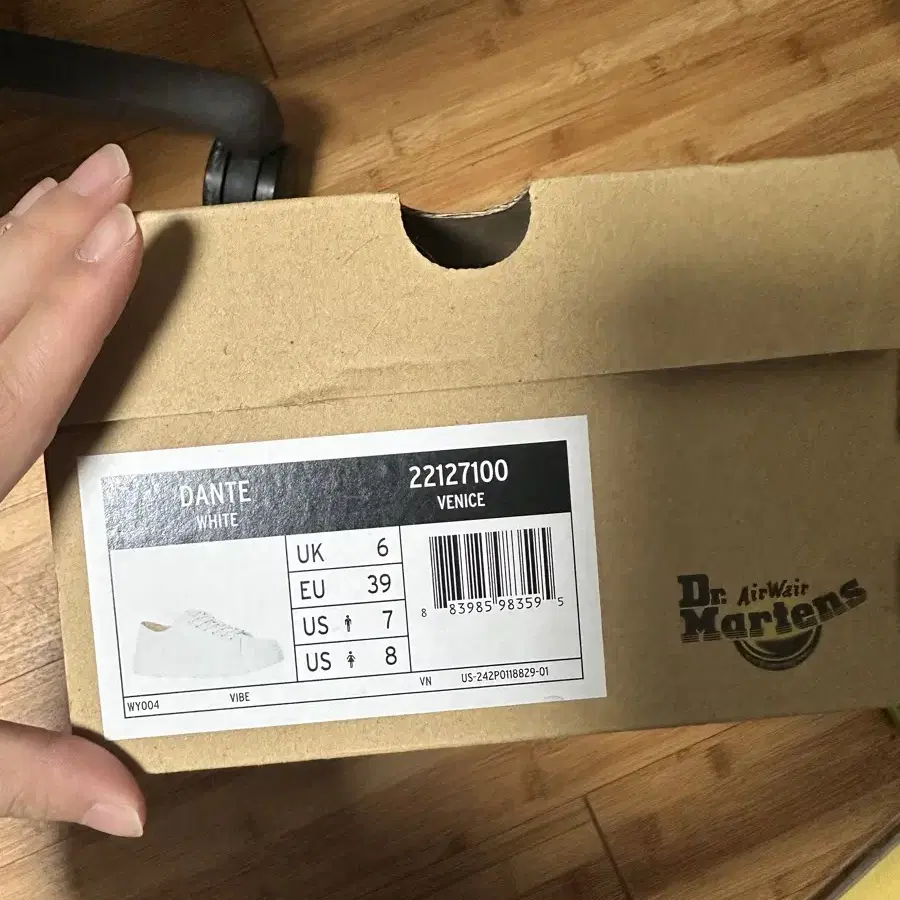 DANTE
WHITE
22127100
VENICE
UK 6
EU 39
US 7
US 8
8 83985 98359 5
WY004
VIBE
VN
US-242P0118829-01
Dr. AirWair
Martens